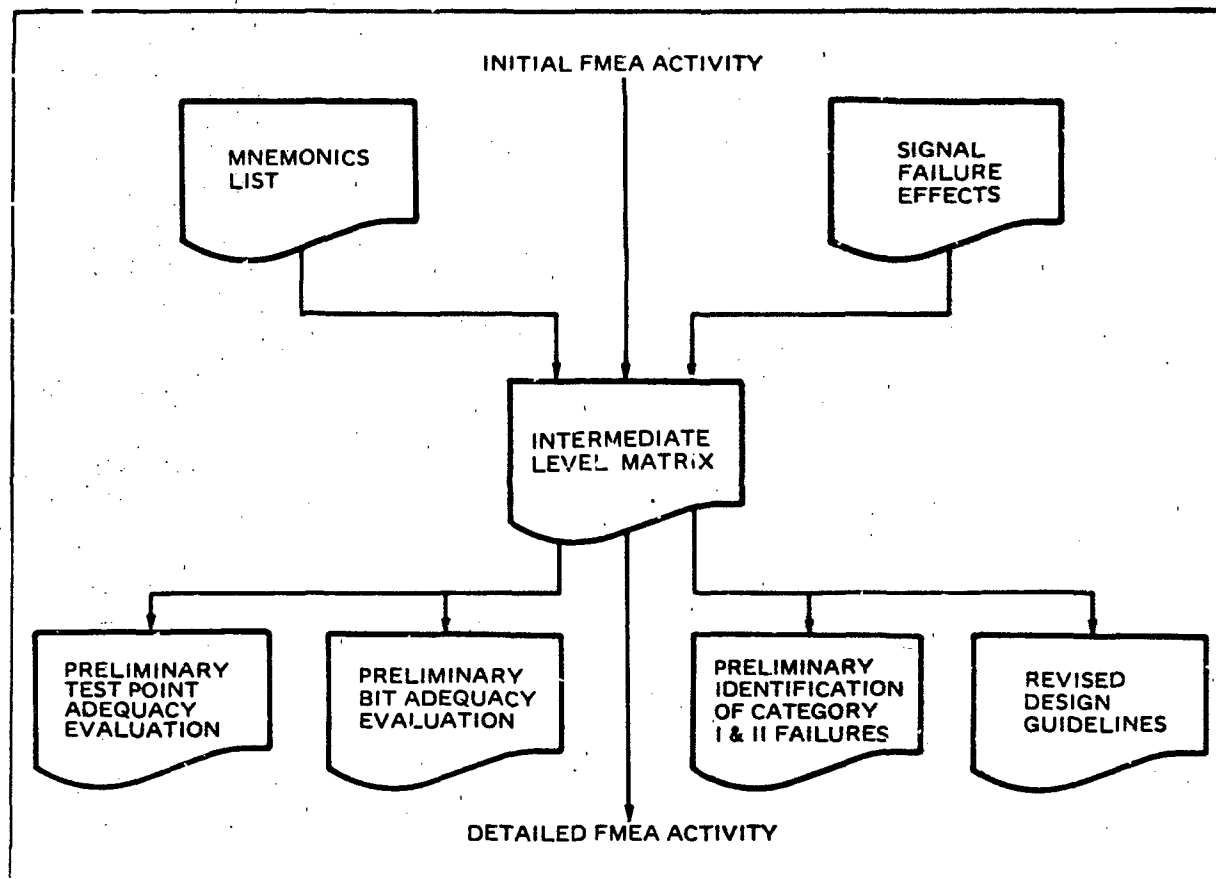 INITIAL FMEA ACTIVITY
MNEMONICS
LIST
SIGNAL
FAILURE
EFFECTS
INTERMEDIATE
LEVEL MATRIX
PRELIMINARY
TEST POINT
ADEQUACY
EVALUATION
PRELIMINARY
BIT ADEQUACY
EVALUATION
PRELIMINARY
IDENTIFICATION
OF CATEGORY
I & II FAILURES
REVISED
DESIGN
GUIDELINES
DETAILED FMEA ACTIVITY